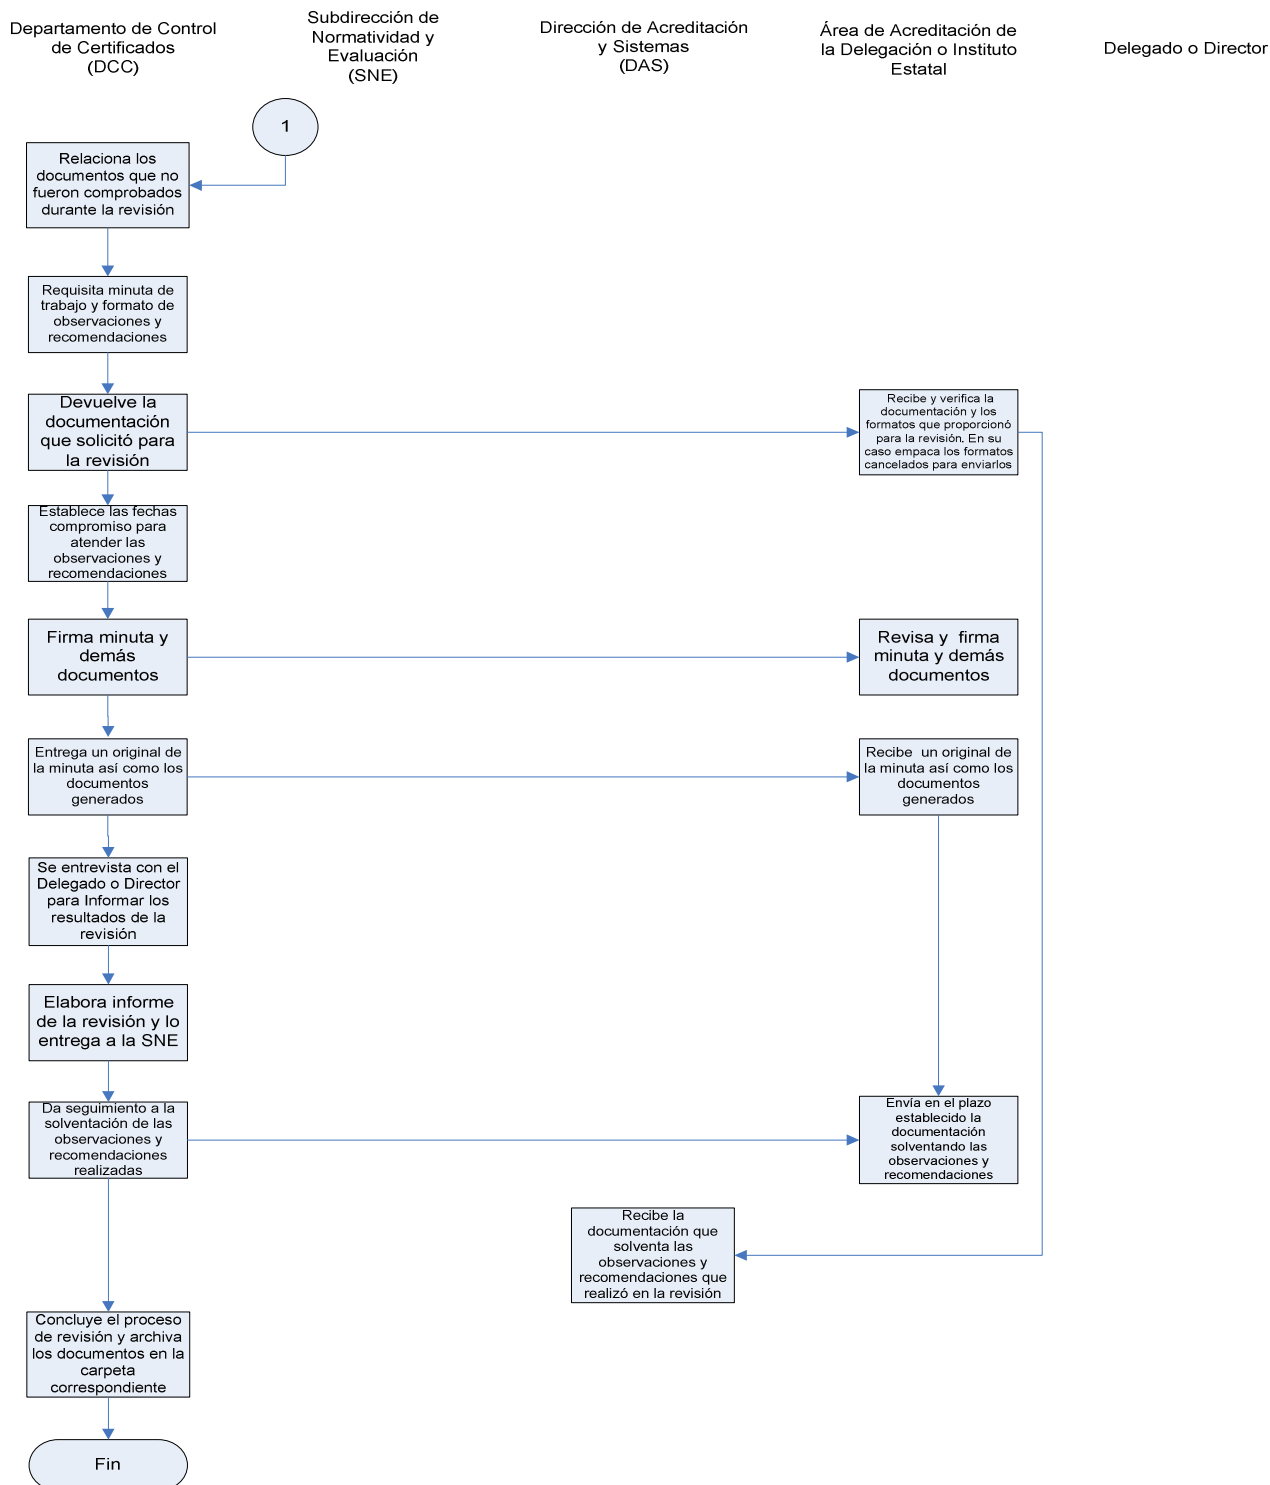 Departamento de Control
de Certificados
(DCC)
Subdirección de
Normatividad y
Evaluación
(SNE)
Dirección de Acreditación
y Sistemas
(DAS)
Área de Acreditación de
la Delegación o Instituto
Estatal
Delegado o Director
1
Relaciona los
documentos que no
fueron comprobados
durante la revisión
Requisita minuta de
trabajo y formato de
observaciones y
recomendaciones
Devuelve la
documentación
que solicitó para
la revisión
Recibe y verifica la
documentación y los
formatos que proporcionó
para la revisión. En su
caso empaca los formatos
cancelados para enviarlos
Establece las fechas
compromiso para
atender las
observaciones y
recomendaciones
Firma minuta y
demás
documentos
Revisa y  firma
minuta y demás
documentos
Entrega un original de
la minuta así como los
documentos
generados
Recibe  un original de
la minuta así como los
documentos
generados
Se entrevista con el
Delegado o Director
para Informar los
resultados de la
revisión
Elabora informe
de la revisión y lo
entrega a la SNE
Da seguimiento a la
solventación de las
observaciones y
recomendaciones
realizadas
Envía en el plazo
establecido la
documentación
solventando las
observaciones y
recomendaciones
Recibe la
documentación que
solventa las
observaciones y
recomendaciones que
realizó en la revisión
Concluye el proceso
de revisión y archiva
los documentos en la
carpeta
correspondiente
Fin